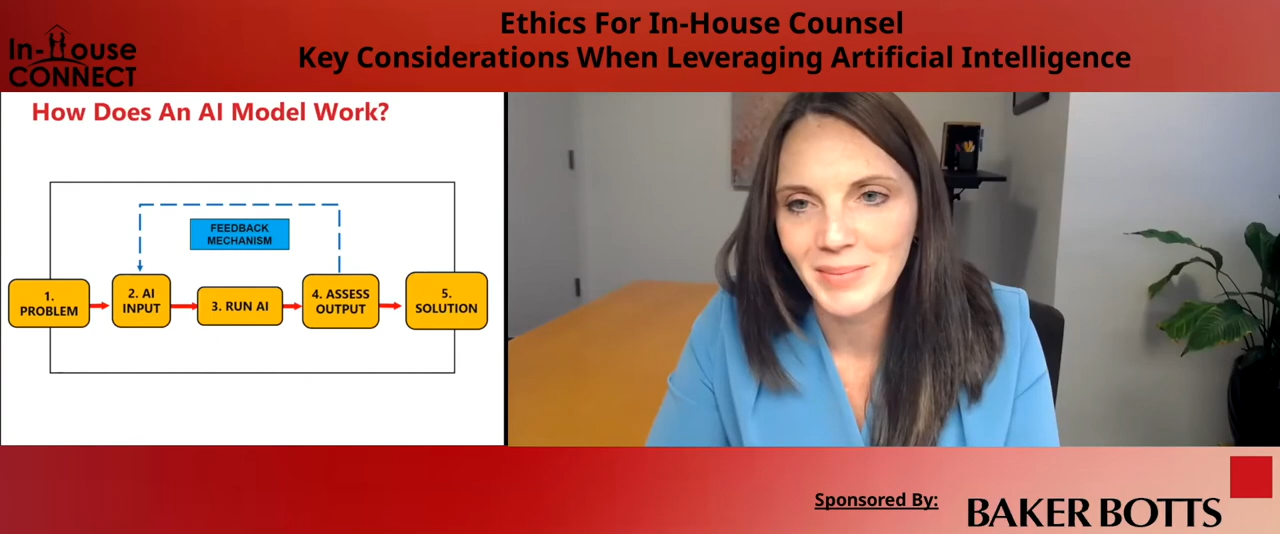 Ethics For In-House Counsel
Key Considerations When Leveraging Artificial Intelligence
In-House
CONNECT
How Does An AI Model Work?
FEEDBACK
MECHANISM
1.
PROBLEM
2. AI
INPUT
3. RUN AI
4. ASSESS
OUTPUT
5.
SOLUTION
Sponsored By:
BAKER BOTTS